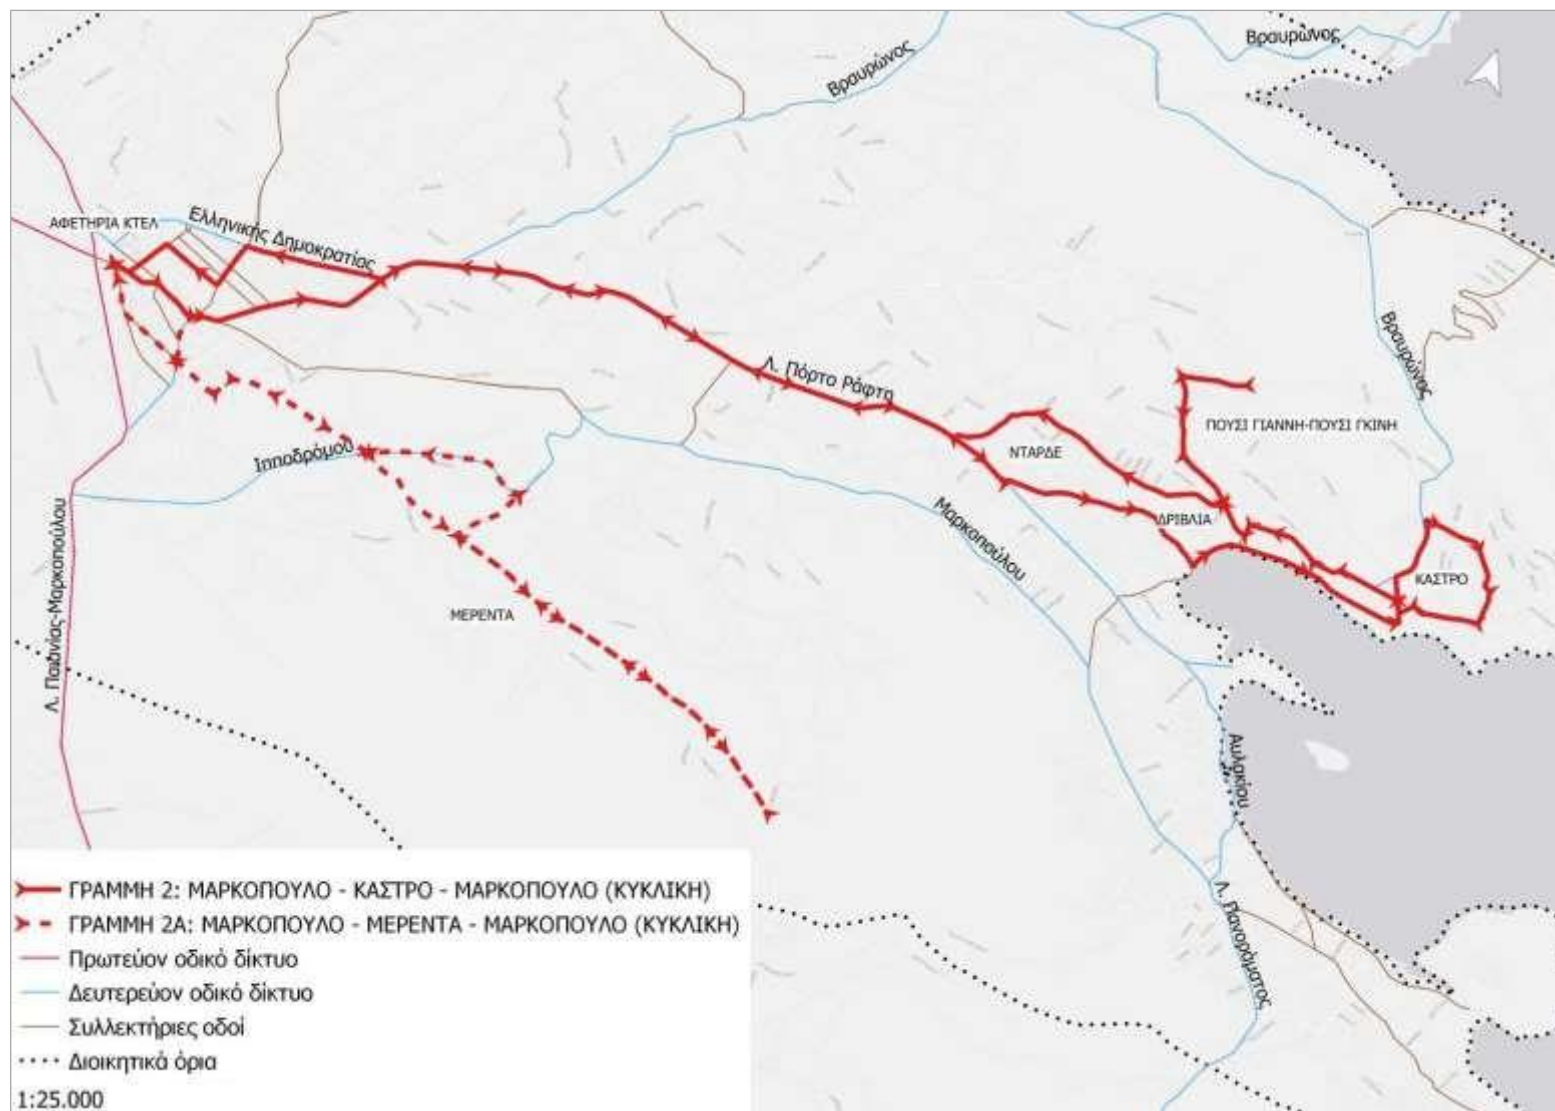 Βραυρώνος
Βραυρώνος
ΑΦΕΤΗΡΙΑ ΚΤΕΛ
Ελληνικής Δημοκρατίας
Λ. Πόρτο Ράφτη
Βραυρώνος
ΠΟΥΣΙ ΓΙΑΝΝΗ-ΠΟΥΣΙ ΓΚΙΝΗ
ΝΤΑΡΔΕ
Ιπποδρόμου
ΔΡΙΒΛΙΑ
Μαρκοπούλου
ΚΑΣΤΡΟ
Λ. Παιανίας-Μαρκοπούλου
ΜΕΡΕΝΤΑ
Αυλακίου
Λ. Πανοράματος
ΓΡΑΜΜΗ 2: ΜΑΡΚΟΠΟΥΛΟ - ΚΑΣΤΡΟ - ΜΑΡΚΟΠΟΥΛΟ (ΚΥΚΛΙΚΗ)
ΓΡΑΜΜΗ 2Α: ΜΑΡΚΟΠΟΥΛΟ - ΜΕΡΕΝΤΑ - ΜΑΡΚΟΠΟΥΛΟ (ΚΥΚΛΙΚΗ)
Πρωτεύον οδικό δίκτυο
Δευτερεύον οδικό δίκτυο
Συλλεκτήριες οδοί
Διοικητικά όρια
1:25.000